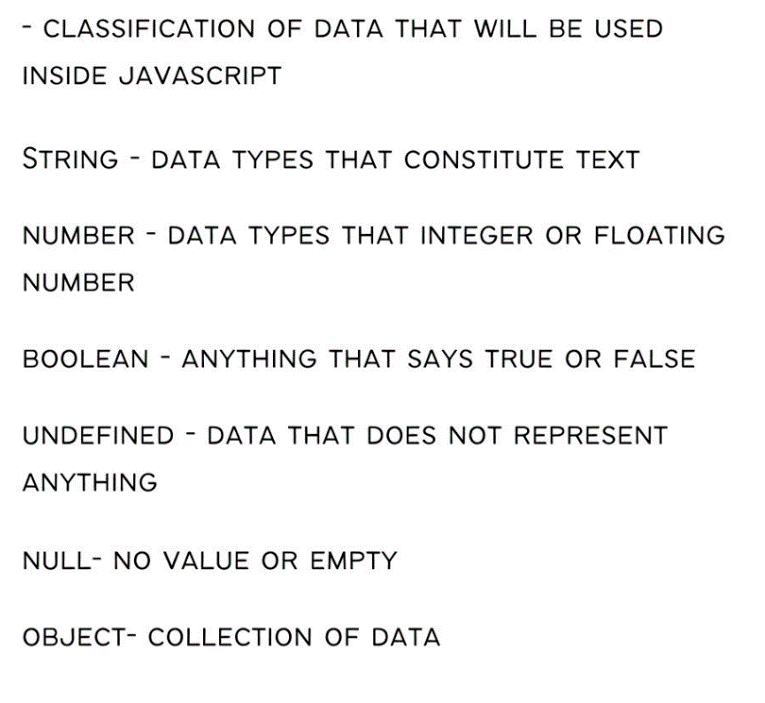 - CLASSIFICATION OF DATA THAT WILL BE USED
INSIDE JAVASCRIPT
STRING - DATA TYPES THAT CONSTITUTE TEXT
NUMBER - DATA TYPES THAT INTEGER OR FLOATING
NUMBER
BOOLEAN - ANYTHING THAT SAYS TRUE OR FALSE
UNDEFINED - DATA THAT DOES NOT REPRESENT
ANYTHING
NULL- NO VALUE OR EMPTY
OBJECT- COLLECTION OF DATA